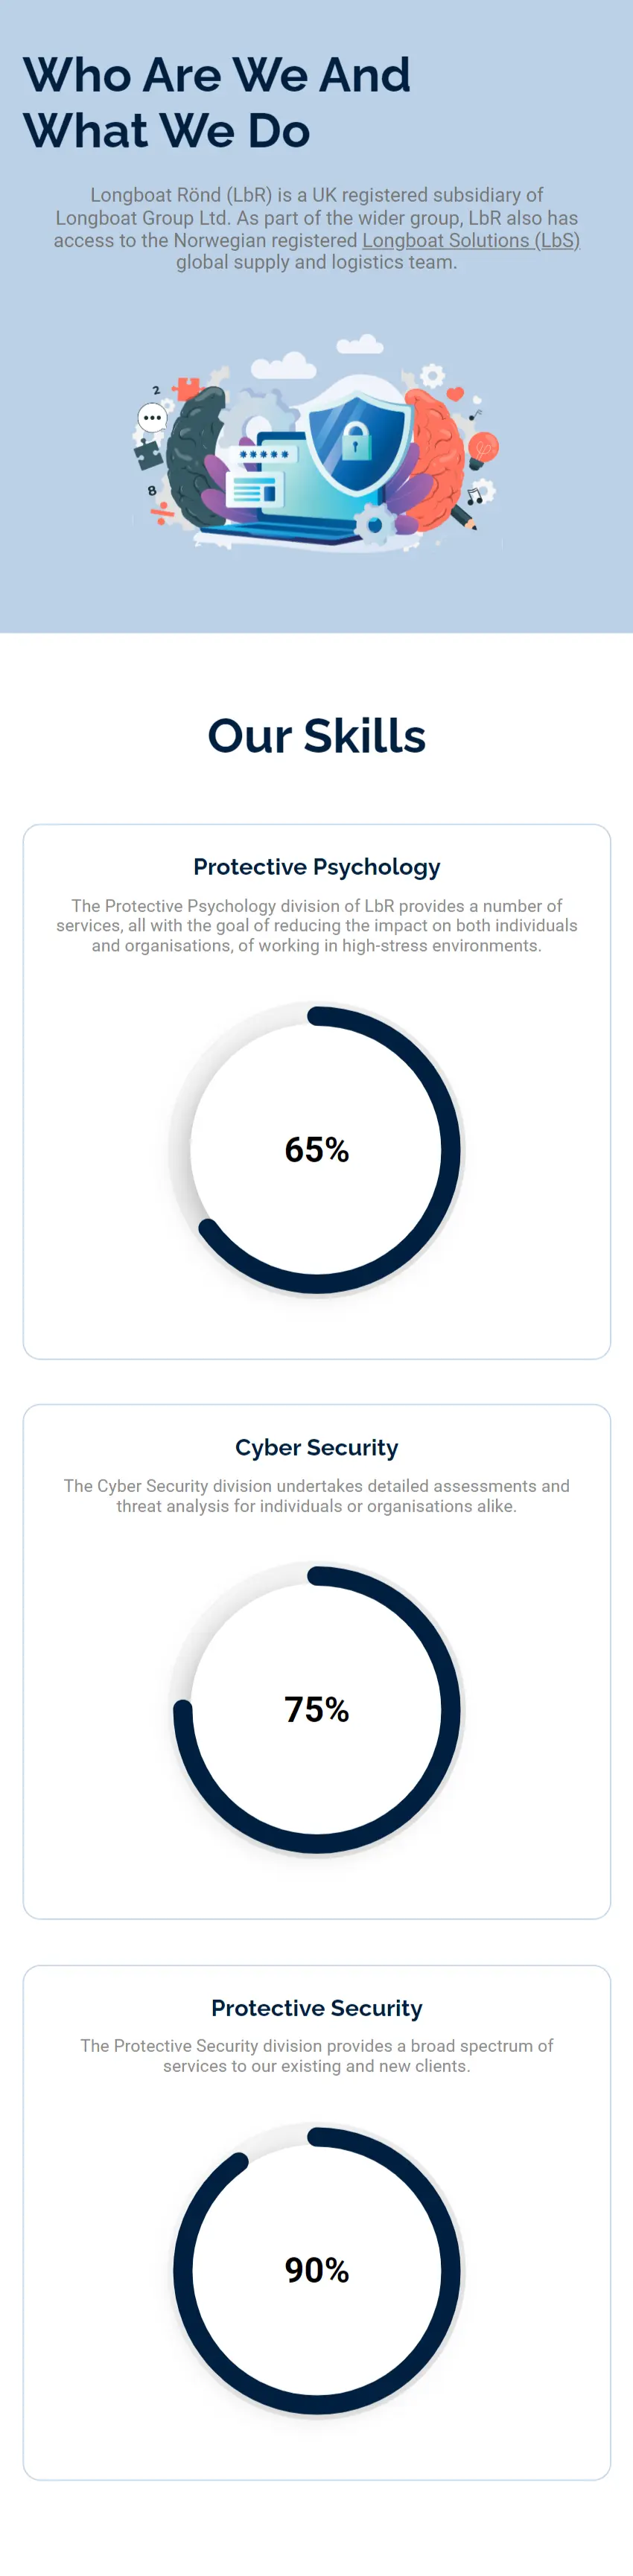 Who Are We And
What We Do
Longboat Rönd (LbR) is a UK registered subsidiary of
Longboat Group Ltd. As part of the wider group, LbR also has
access to the Norwegian registered Longboat Solutions (LbS)
global supply and logistics team.
2
8
Our Skills
Protective Psychology
The Protective Psychology division of LbR provides a number of
services, all with the goal of reducing the impact on both individuals
and organisations, of working in high-stress environments.
65%
Cyber Security
The Cyber Security division undertakes detailed assessments and
threat analysis for individuals or organisations alike.
75%
Protective Security
The Protective Security division provides a broad spectrum of
services to our existing and new clients.
90%